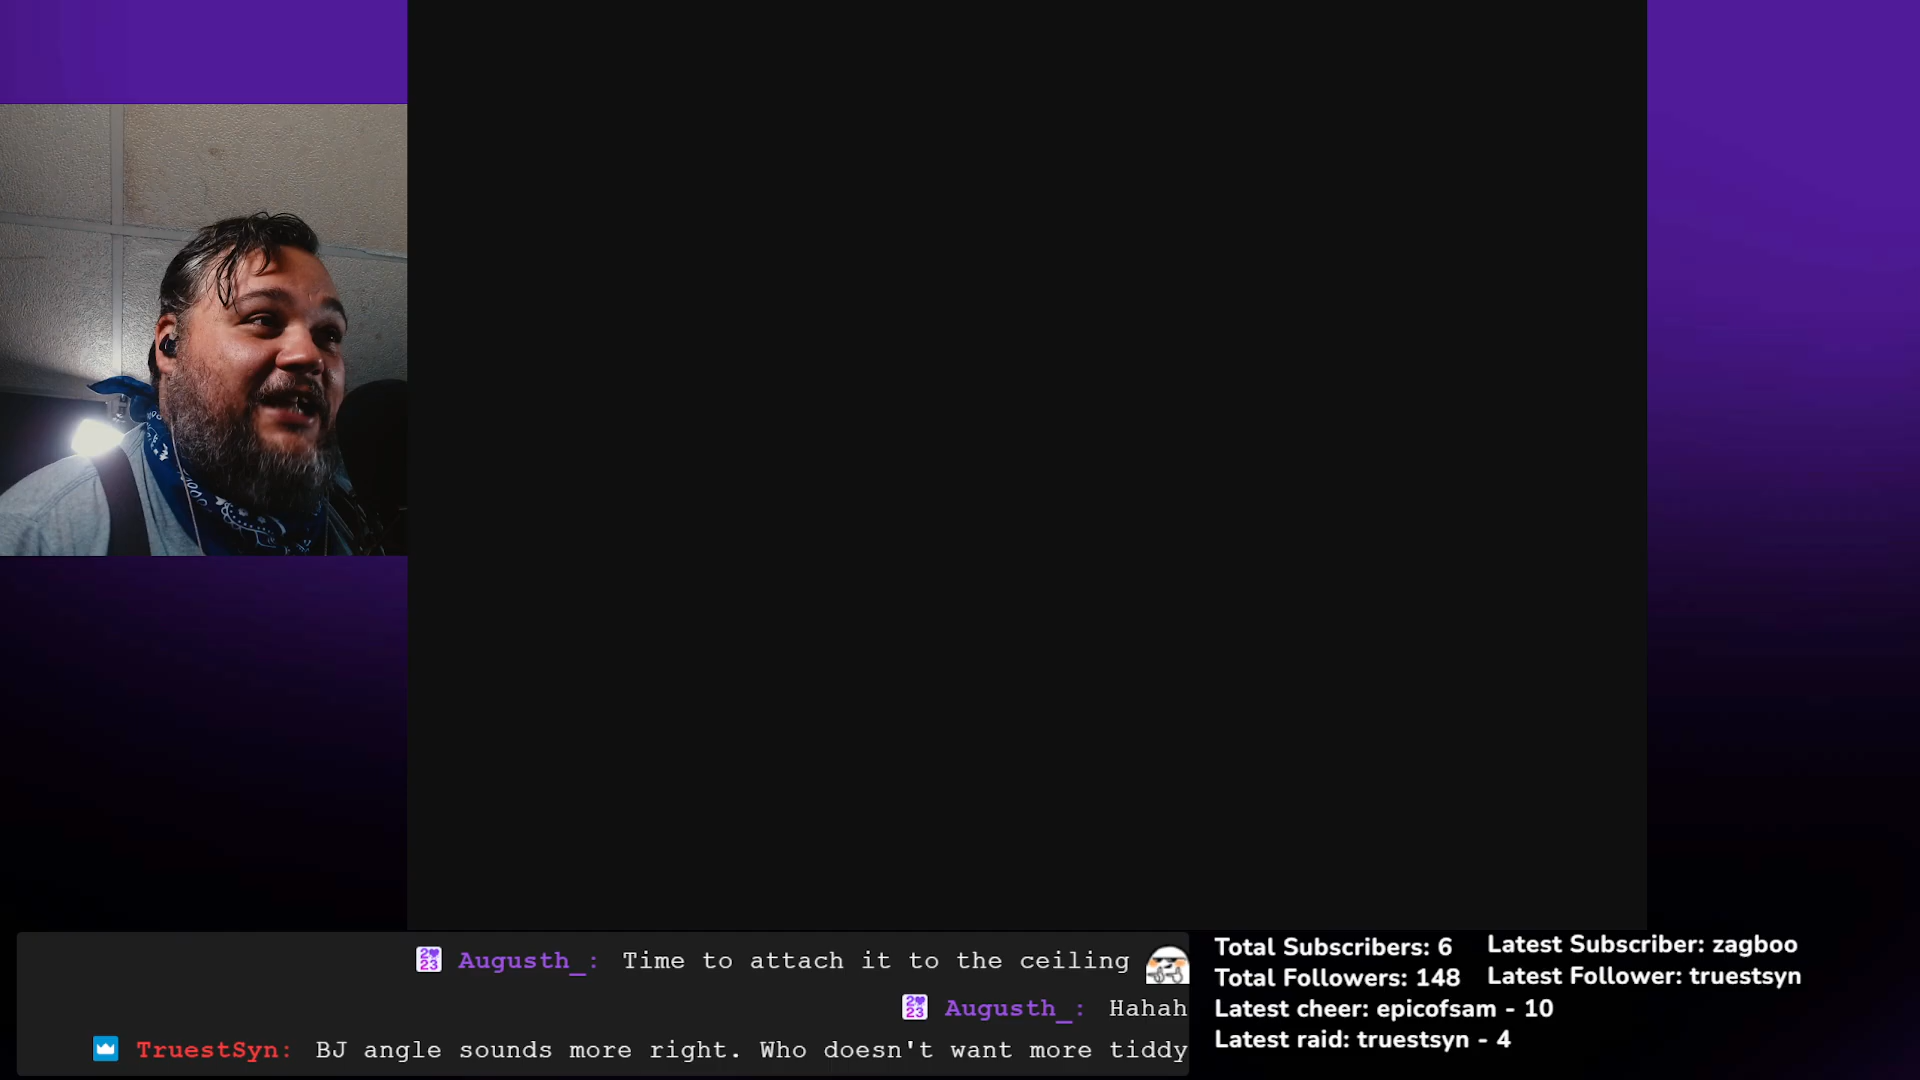 Augusth_: Time to attach it to the ceiling
Augusth_: Hahah
TruestSyn: BJ angle sounds more right. Who doesn't want more tiddy
Total Subscribers: 6
Latest Subscriber: zagboo
Total Followers: 148
Latest Follower: truestsyn
Latest cheer: epicofsam - 10
Latest raid: truestsyn - 4